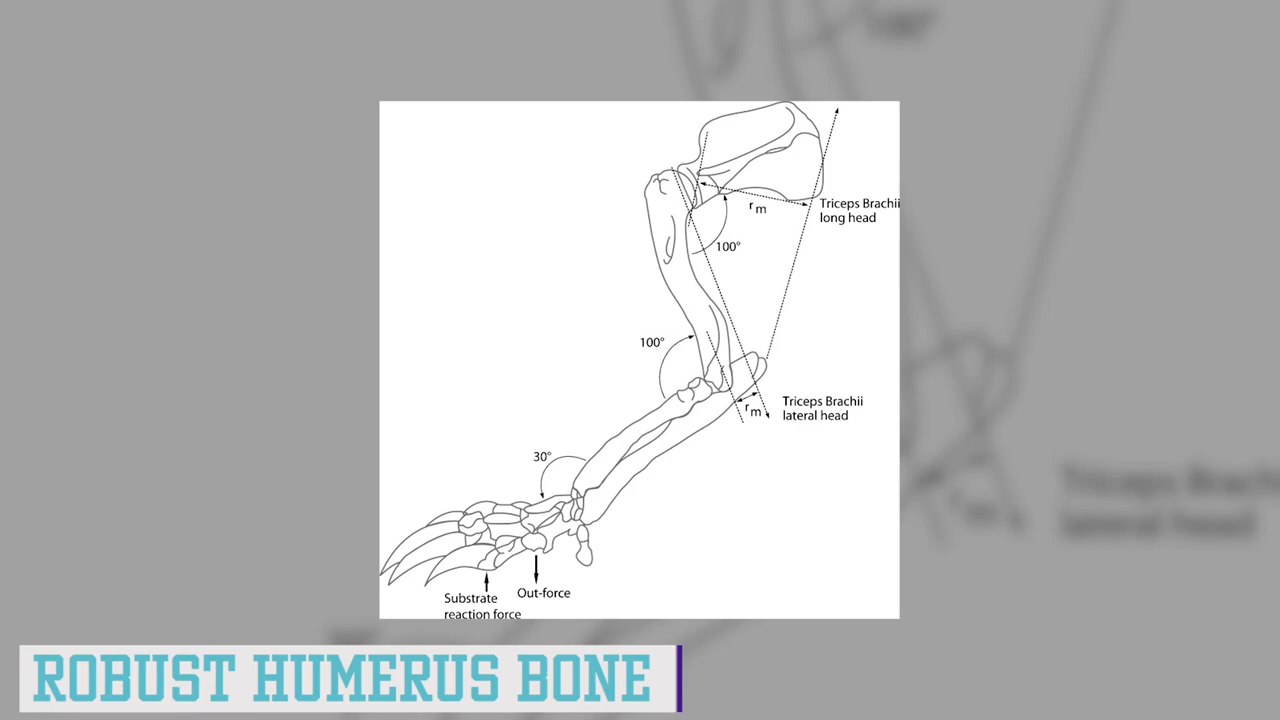 r m
Triceps Brachii
long head
100°
100°
r m
Triceps Brachii
lateral head
30°
Out-force
Substrate
reaction force
ROBUST HUMERUS BONE